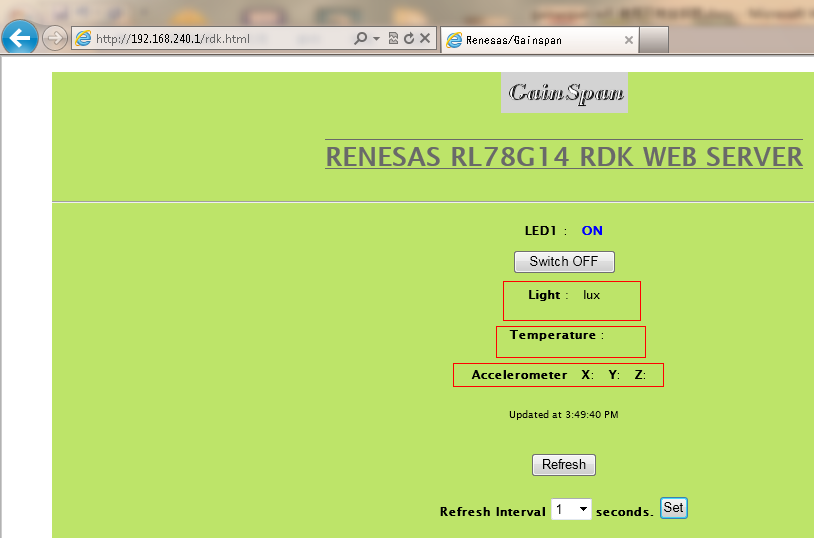 http://192.168.240.1/rdk.html
Renesas/Gainspan
GainSpan
RENESAS RL78G14 RDK WEB SERVER
LED1 : ON
Switch OFF
Light : lux
Temperature :
Accelerometer X: Y: Z:
Updated at 3:49:40 PM
Refresh
Refresh Interval 1 seconds. Set